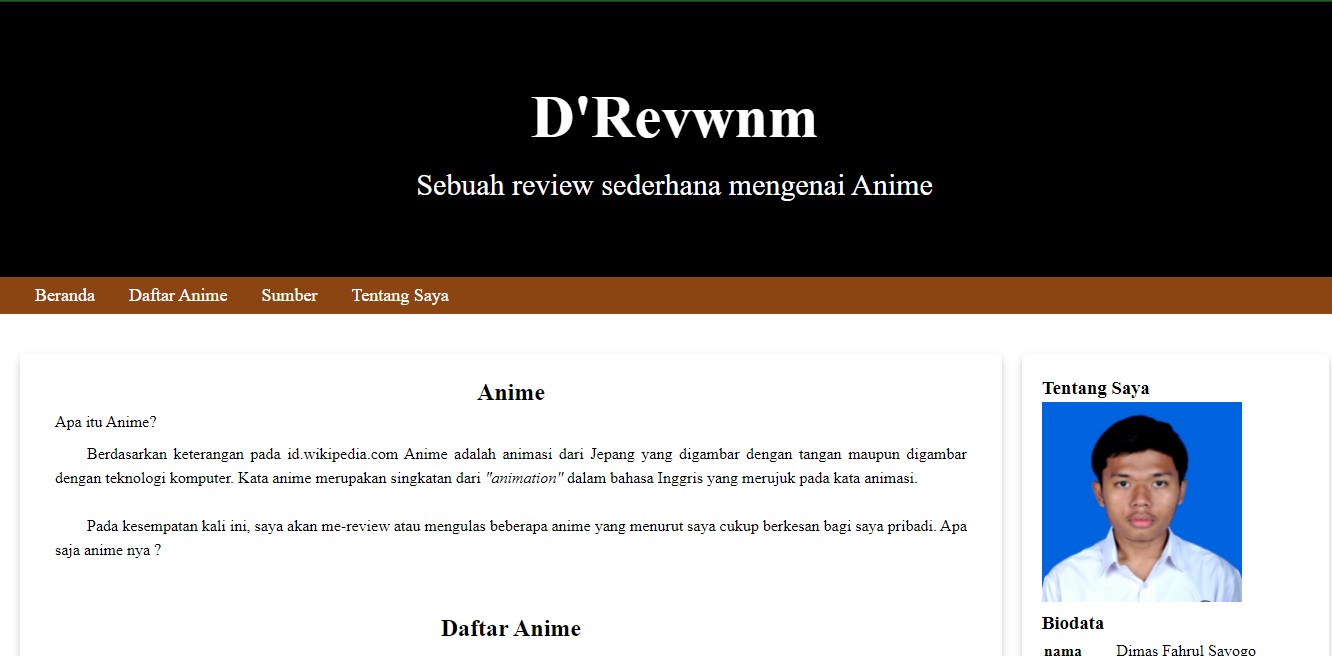 D'Revwnm
Sebuah review sederhana mengenai Anime
Beranda Daftar Anime Sumber Tentang Saya
Anime
Apa itu Anime?
Berdasarkan keterangan pada id.wikipedia.com Anime adalah animasi dari Jepang yang digambar dengan tangan maupun digambar
dengan teknologi komputer. Kata anime merupakan singkatan dari "animation" dalam bahasa Inggris yang merujuk pada kata animasi.
Pada kesempatan kali ini, saya akan me-review atau mengulas beberapa anime yang menurut saya cukup berkesan bagi saya pribadi. Apa
saja anime nya ?
Daftar Anime
Tentang Saya
Biodata
nama Dimas Fahrul Sayogo